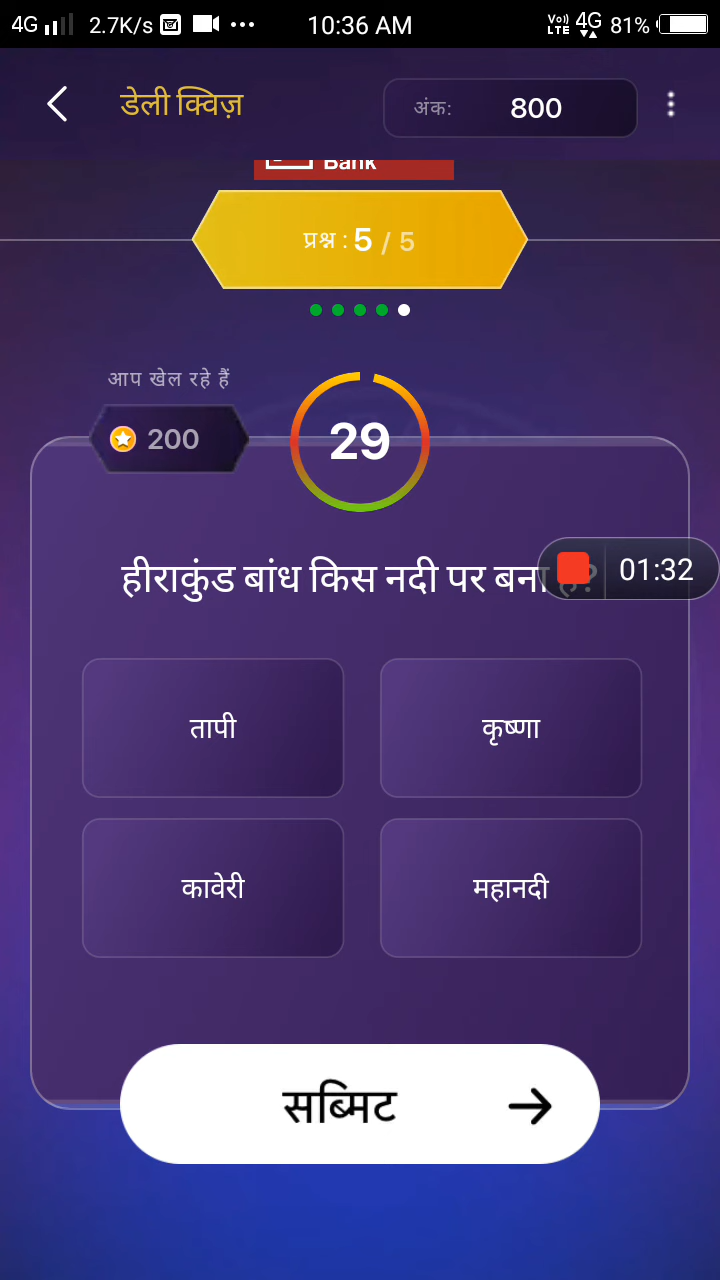 4G 2.7K/s 10:36 AM Vo)) LTE 4G 81%
डेली क्विज़ अंक: 800
Bank
प्रश्न : 5 / 5
आप खेल रहे हैं
200
29
हीराकुंड बांध किस नदी पर बना है?
01:32
तापी
कृष्णा
कावेरी
महानदी
सब्मिट